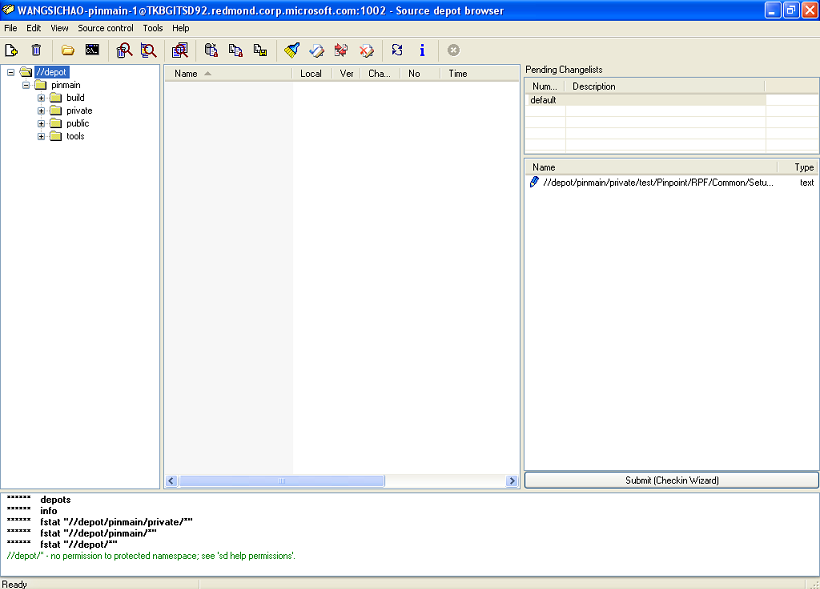 WANGSICHAO-pinmain-1@TKBGITSD92.redmond.corp.microsoft.com:1002 - Source depot browser
File Edit View Source control Tools Help
//depot
pinmain
build
private
public
tools
Name Local Ver Cha... No Time
Pending Changelists
Num... Description
default
Name Type
//depot/pinmain/private/test/Pinpoint/RPF/Common/Setu... text
Submit (Checkin Wizard)
****** depots
****** info
****** fstat "//depot/pinmain/private/*"
****** fstat "//depot/pinmain/*"
****** fstat "//depot/*"
//depot/* - no permission to protected namespace; see 'sd help permissions'.
Ready